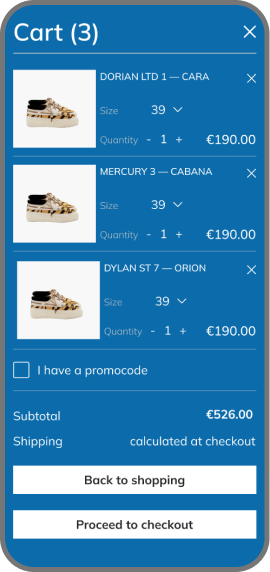 Cart (3)
DORIAN LTD 1 — CARA
Size 39
Quantity - 1 + €190.00
MERCURY 3 — CABANA
Size 39
Quantity - 1 + €190.00
DYLAN ST 7 — ORION
Size 39
Quantity - 1 + €190.00
I have a promocode
Subtotal €526.00
Shipping calculated at checkout
Back to shopping
Proceed to checkout